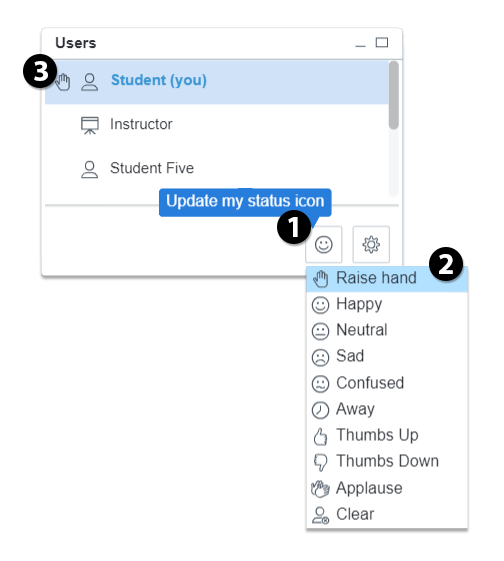 Users
3
Student (you)
Instructor
Student Five
Update my status icon
1
2
Raise hand
Happy
Neutral
Sad
Confused
Away
Thumbs Up
Thumbs Down
Applause
Clear